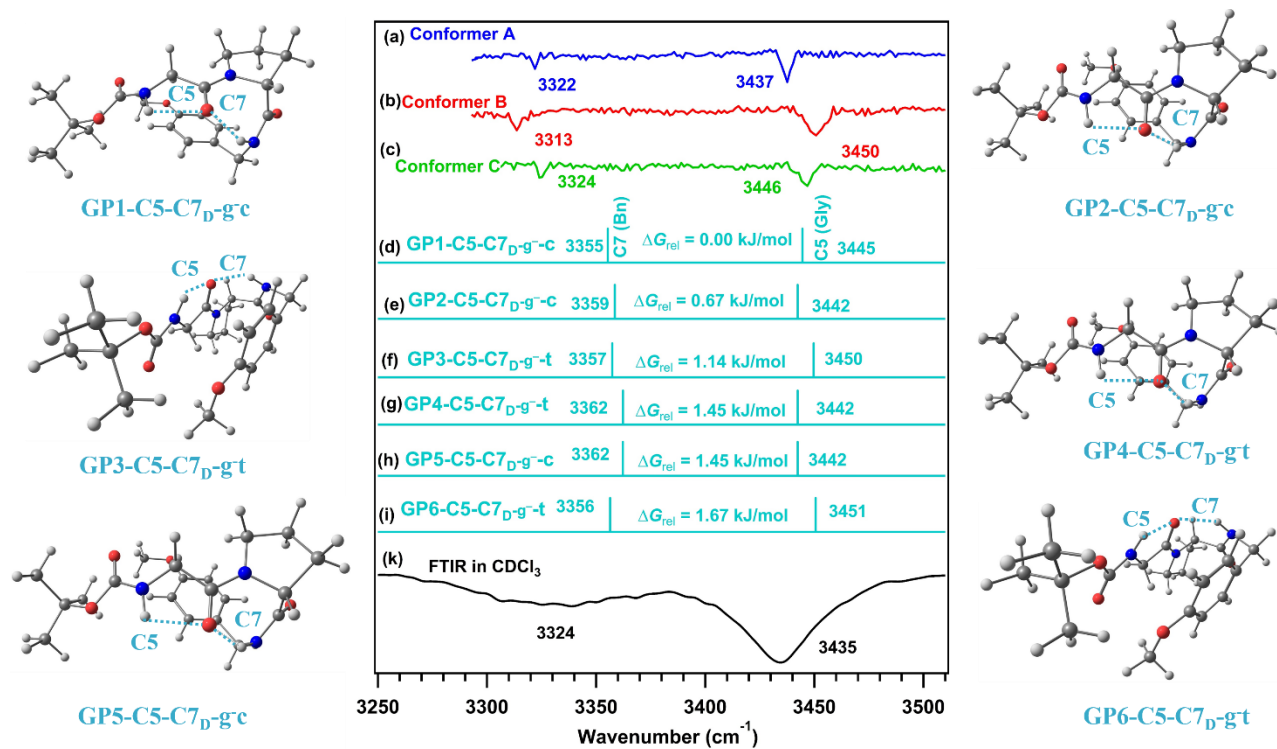 C5
C7
GP1-C5-C7D-g-c
C5
C7
GP3-C5-C7D-g-t
C5
C7
GP5-C5-C7D-g-c
(a) Conformer A
3322
3437
(b) Conformer B
3313
3450
(c) Conformer C
3324
3446
C7 (Bn)
C5 (Gly)
(d) GP1-C5-C7D-g⁻-c 3355 ΔGrel = 0.00 kJ/mol 3445
(e) GP2-C5-C7D-g⁻-c 3359 ΔGrel = 0.67 kJ/mol 3442
(f) GP3-C5-C7D-g⁻-t 3357 ΔGrel = 1.14 kJ/mol 3450
(g) GP4-C5-C7D-g⁻-t 3362 ΔGrel = 1.45 kJ/mol 3442
(h) GP5-C5-C7D-g⁻-c 3362 ΔGrel = 1.45 kJ/mol 3442
(i) GP6-C5-C7D-g⁻-t 3356 ΔGrel = 1.67 kJ/mol 3451
(k) FTIR in CDCl₃
3324
3435
3250 3300 3350 3400 3450 3500
Wavenumber (cm⁻¹)
C5
C7
GP2-C5-C7D-g-c
C5
C7
GP4-C5-C7D-g-t
C5
C7
GP6-C5-C7D-g-t